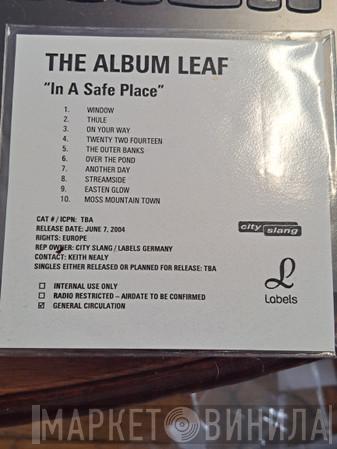 THE ALBUM LEAF
"In A Safe Place"
1. WINDOW
2. THULE
3. ON YOUR WAY
4. TWENTY TWO FOURTEEN
5. THE OUTER BANKS
6. OVER THE POND
7. ANOTHER DAY
8. STREAMSIDE
9. EASTEN GLOW
10. MOSS MOUNTAIN TOWN
CAT # / ICPN: TBA
RELEASE DATE: JUNE 7, 2004
RIGHTS: EUROPE
REP OWNER: CITY SLANG / LABELS GERMANY
CONTACT: KEITH NEALY
SINGLES EITHER RELEASED OR PLANNED FOR RELEASE: TBA
city slang
L
Labels
INTERNAL USE ONLY
RADIO RESTRICTED – AIRDATE TO BE CONFIRMED
GENERAL CIRCULATION
МАРКЕТ ВИНИЛА